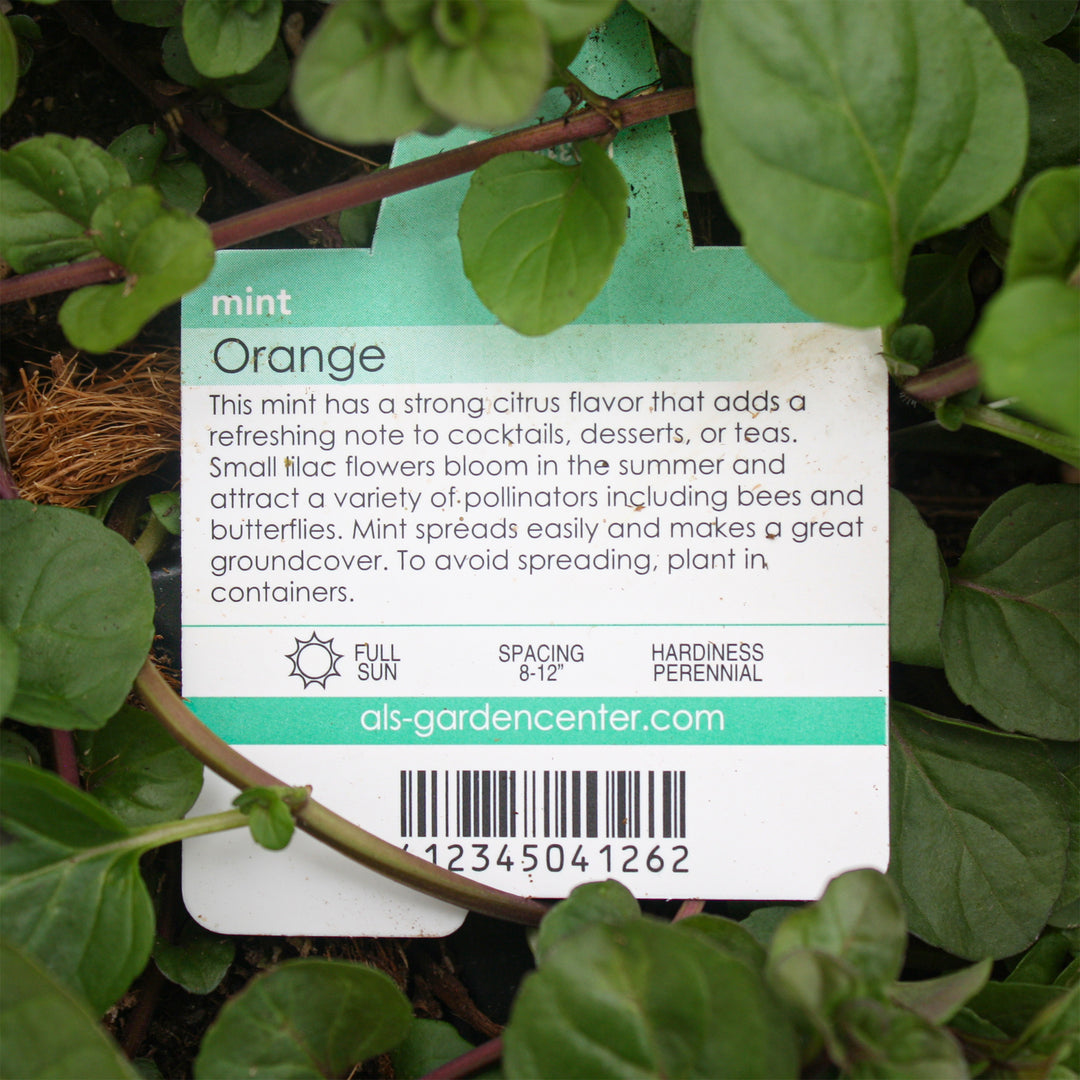 mint
Orange
This mint has a strong citrus flavor that adds a
refreshing note to cocktails, desserts, or teas.
Small lilac flowers bloom in the summer and
attract a variety of pollinators including bees and
butterflies. Mint spreads easily and makes a great
groundcover. To avoid spreading, plant in
containers.
FULL
SUN
SPACING
8-12”
HARDINESS
PERENNIAL
als-gardencenter.com
12345041262